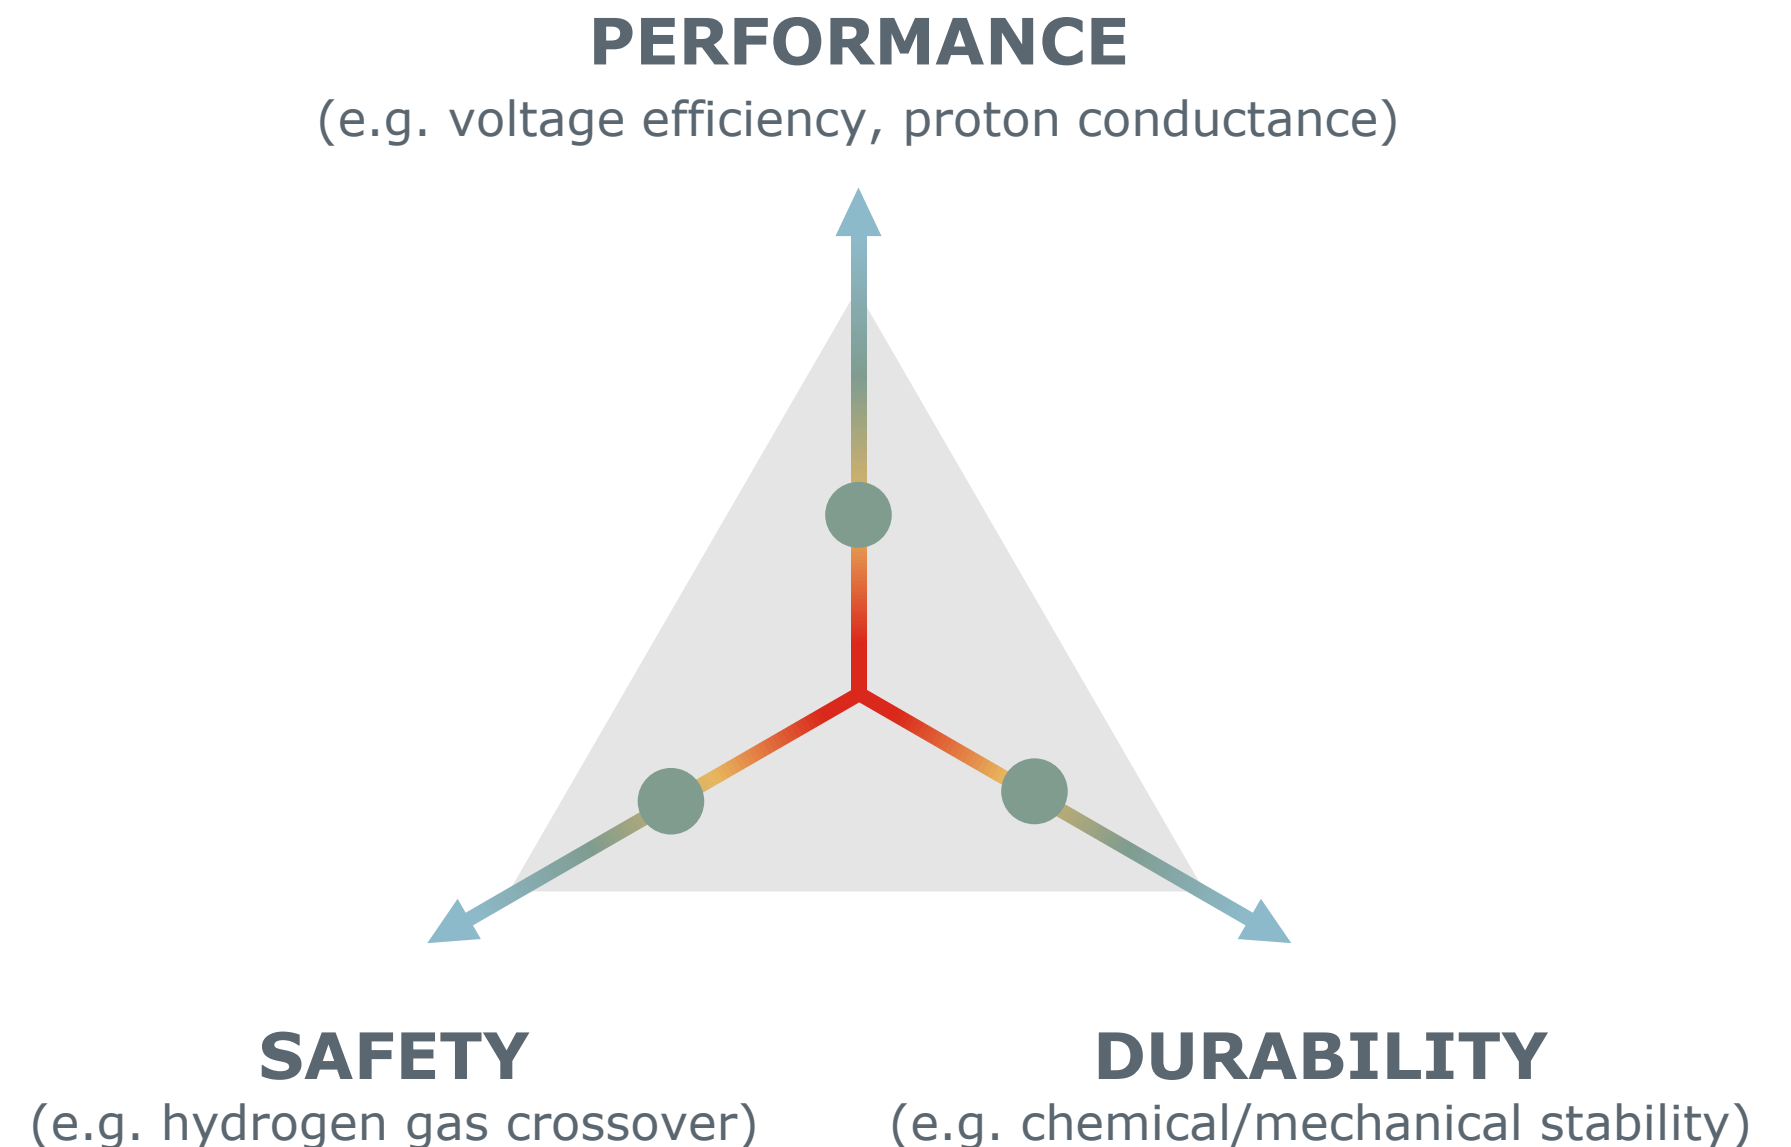 PERFORMANCE
(e.g. voltage efficiency, proton conductance)
SAFETY
(e.g. hydrogen gas crossover)
DURABILITY
(e.g. chemical/mechanical stability)